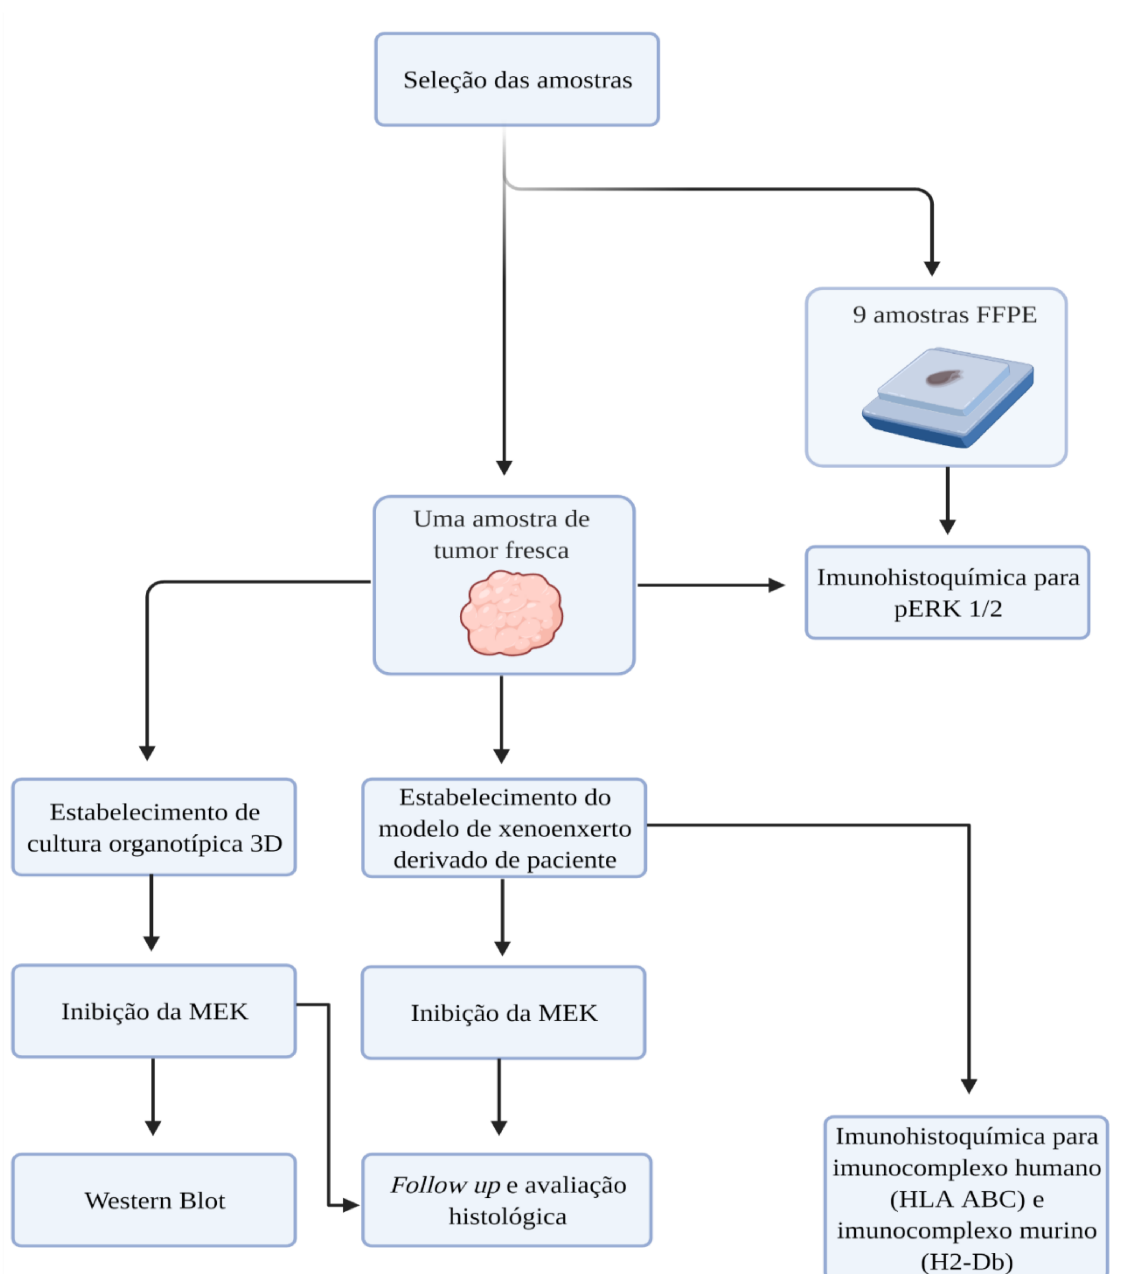 Seleção das amostras
9 amostras FFPE
Uma amostra de
tumor fresca
Imunohistoquímica para
pERK 1/2
Estabelecimento de
cultura organotípica 3D
Estabelecimento do
modelo de xenoenxerto
derivado de paciente
Inibição da MEK
Inibição da MEK
Western Blot
Follow up e avaliação
histológica
Imunohistoquímica para
imunocomplexo humano
(HLA ABC) e
imunocomplexo murino
(H2-Db)